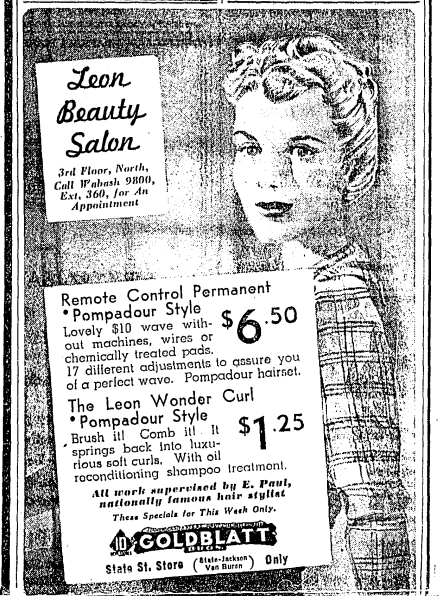 Leon
Beauty
Salon
3rd Floor, North,
Call Wabash 9800,
Ext, 360, for An
Appointment
Remote Control Permanent
• Pompadour Style
Lovely $10 wave with-
out machines, wires or
chemically treated pads.
17 different adjustments to assure you
of a perfect wave. Pompadour hairset.
$6.50
The Leon Wonder Curl
• Pompadour Style
Brush it! Comb it! It
springs back into luxu-
rious soft curls. With oil
reconditioning shampoo treatment.
$1.25
All work supervised by E. Paul,
nationally famous hair stylist
These Specials for This Week Only.
GOLDBLATT
BROS.
State St. Store (State-Jackson Van Buren) Only